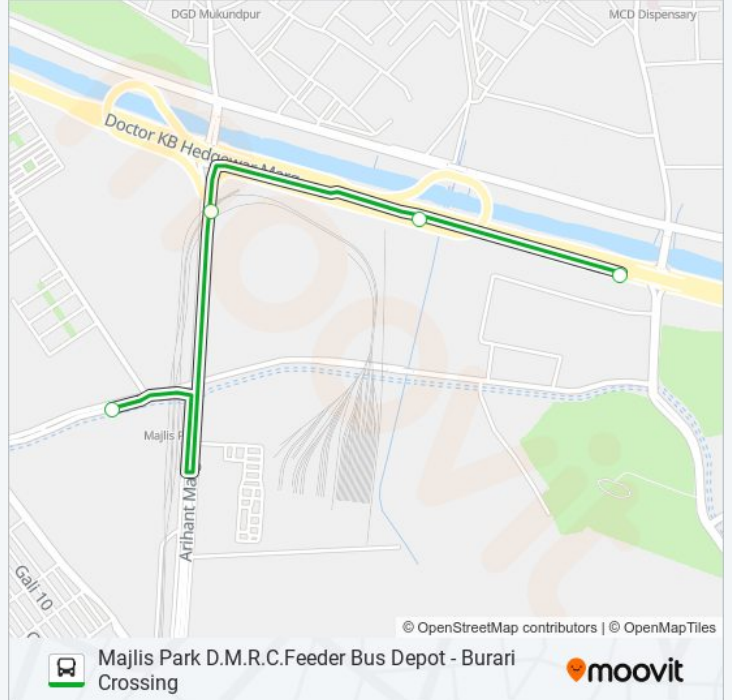 DGD Mukundpur
MCD Dispensary
Doctor KB Hedgewar Marg
Majlis P
Arihant Ma
Gali 10
© OpenStreetMap contributors | © OpenMapTiles
Majlis Park D.M.R.C.Feeder Bus Depot - Burari
Crossing
moovit